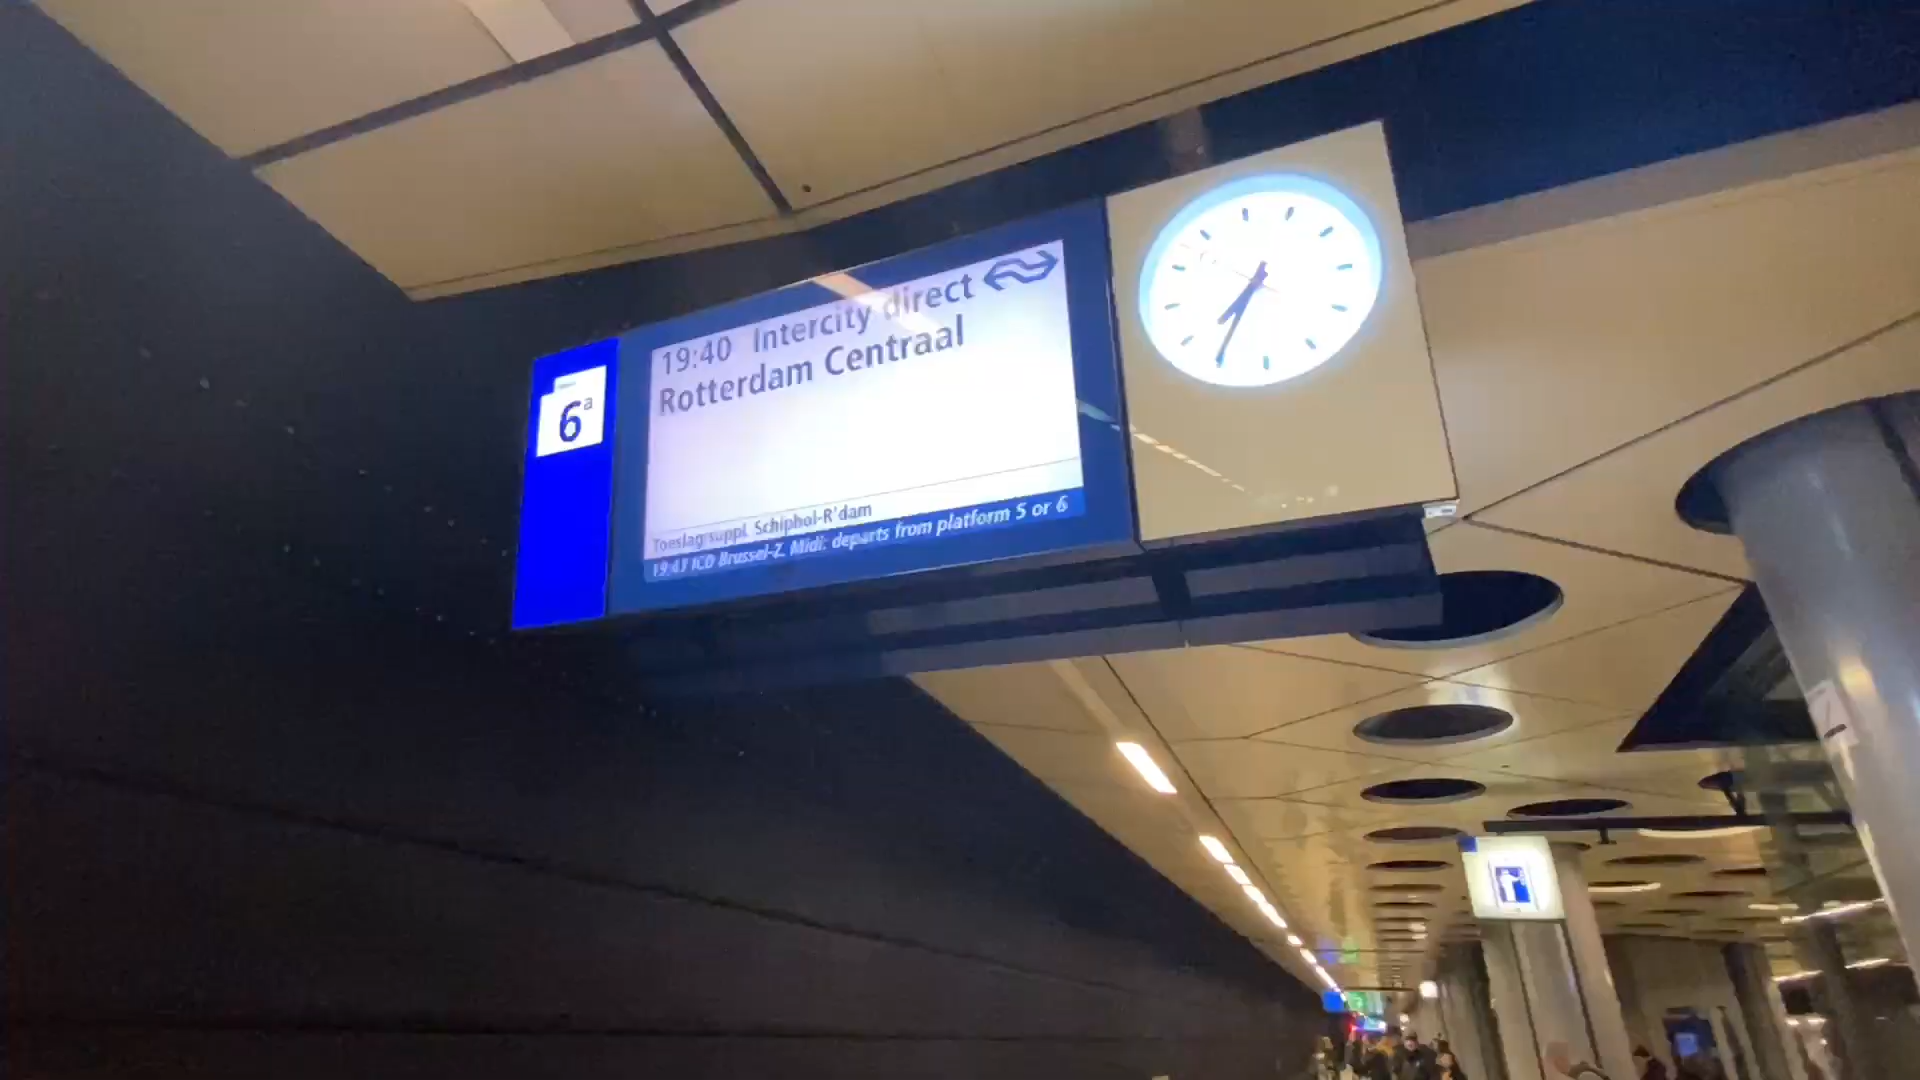 6a
19:40 Intercity direct
Rotterdam Centraal
Toeslag/suppl. Schiphol-R'dam
19:47 ICD Brussel-Z. Midi: departs from platform 5 or 6